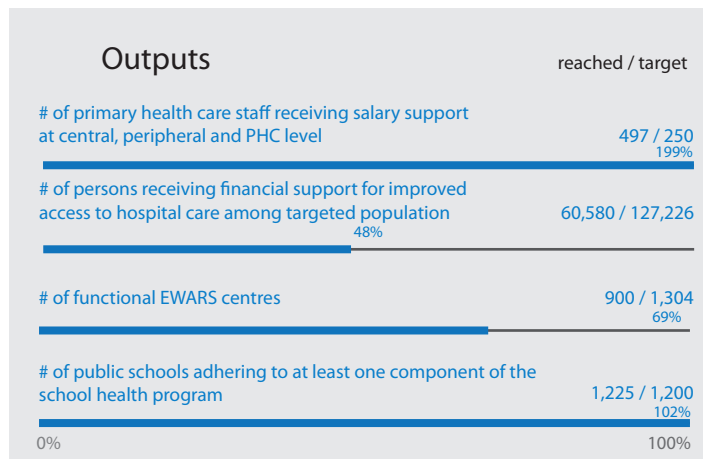 Outputs
reached / target
# of primary health care staff receiving salary support
at central, peripheral and PHC level
497 / 250
199%
# of persons receiving financial support for improved
access to hospital care among targeted population
60,580 / 127,226
48%
# of functional EWARS centres
900 / 1,304
69%
# of public schools adhering to at least one component of the
school health program
1,225 / 1,200
102%
0%
100%